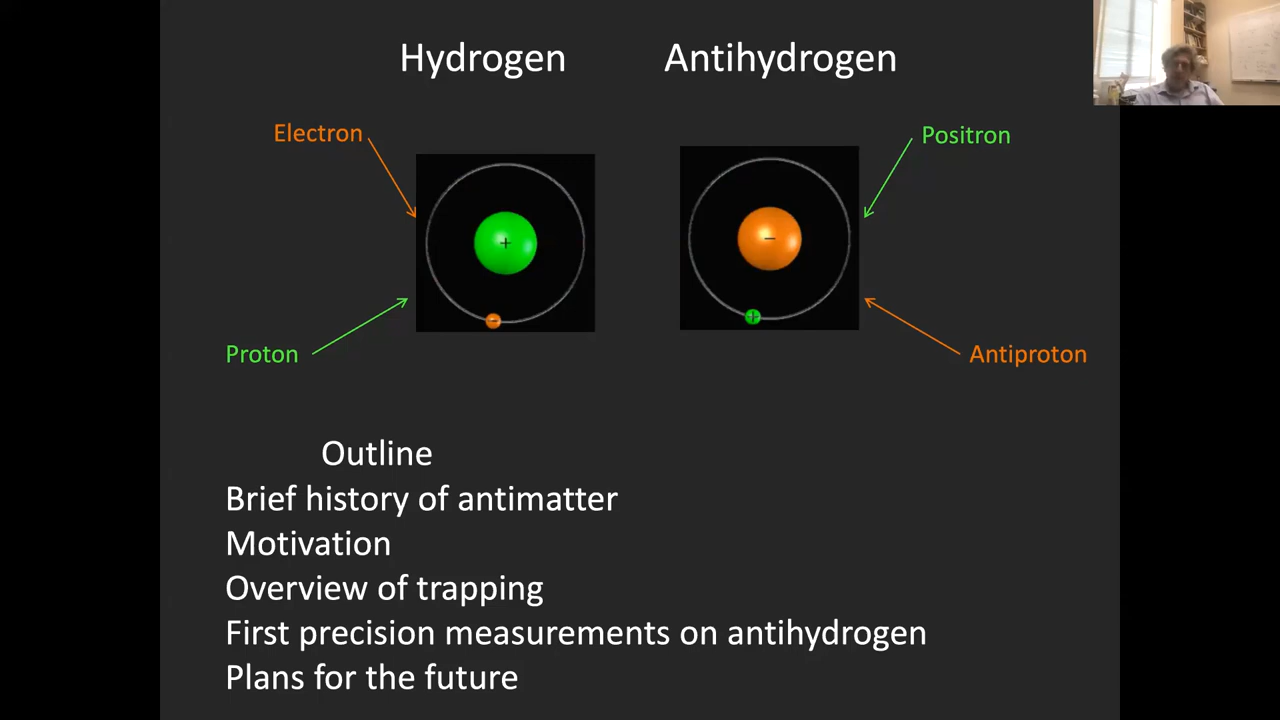 Hydrogen Antihydrogen
Electron
Positron
+
−
−
+
Proton
Antiproton
Outline
Brief history of antimatter
Motivation
Overview of trapping
First precision measurements on antihydrogen
Plans for the future